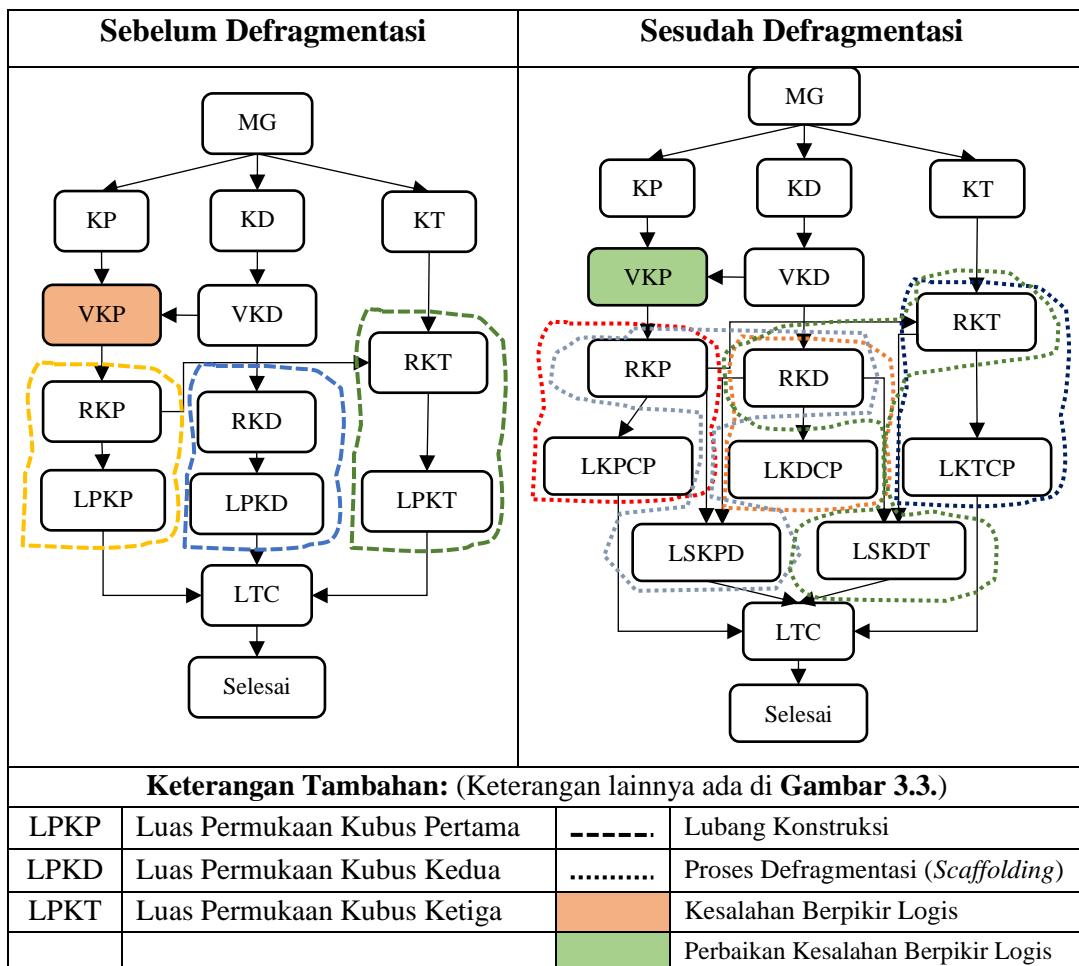 Sebelum Defragmentasi
Sesudah Defragmentasi
MG
KP KD KT
VKP VKD
RKT
RKP
RKD
LPKP LPKD LPKT
LTC
Selesai
MG
KP KD KT
VKP VKD
RKT
RKP RKD
LKPCP LKDCP LKTCP
LSKPD LSKDT
LTC
Selesai
Keterangan Tambahan: (Keterangan lainnya ada di Gambar 3.3.)
LPKP Luas Permukaan Kubus Pertama Lubang Konstruksi
LPKD Luas Permukaan Kubus Kedua Proses Defragmentasi (Scaffolding)
LPKT Luas Permukaan Kubus Ketiga Kesalahan Berpikir Logis
Perbaikan Kesalahan Berpikir Logis